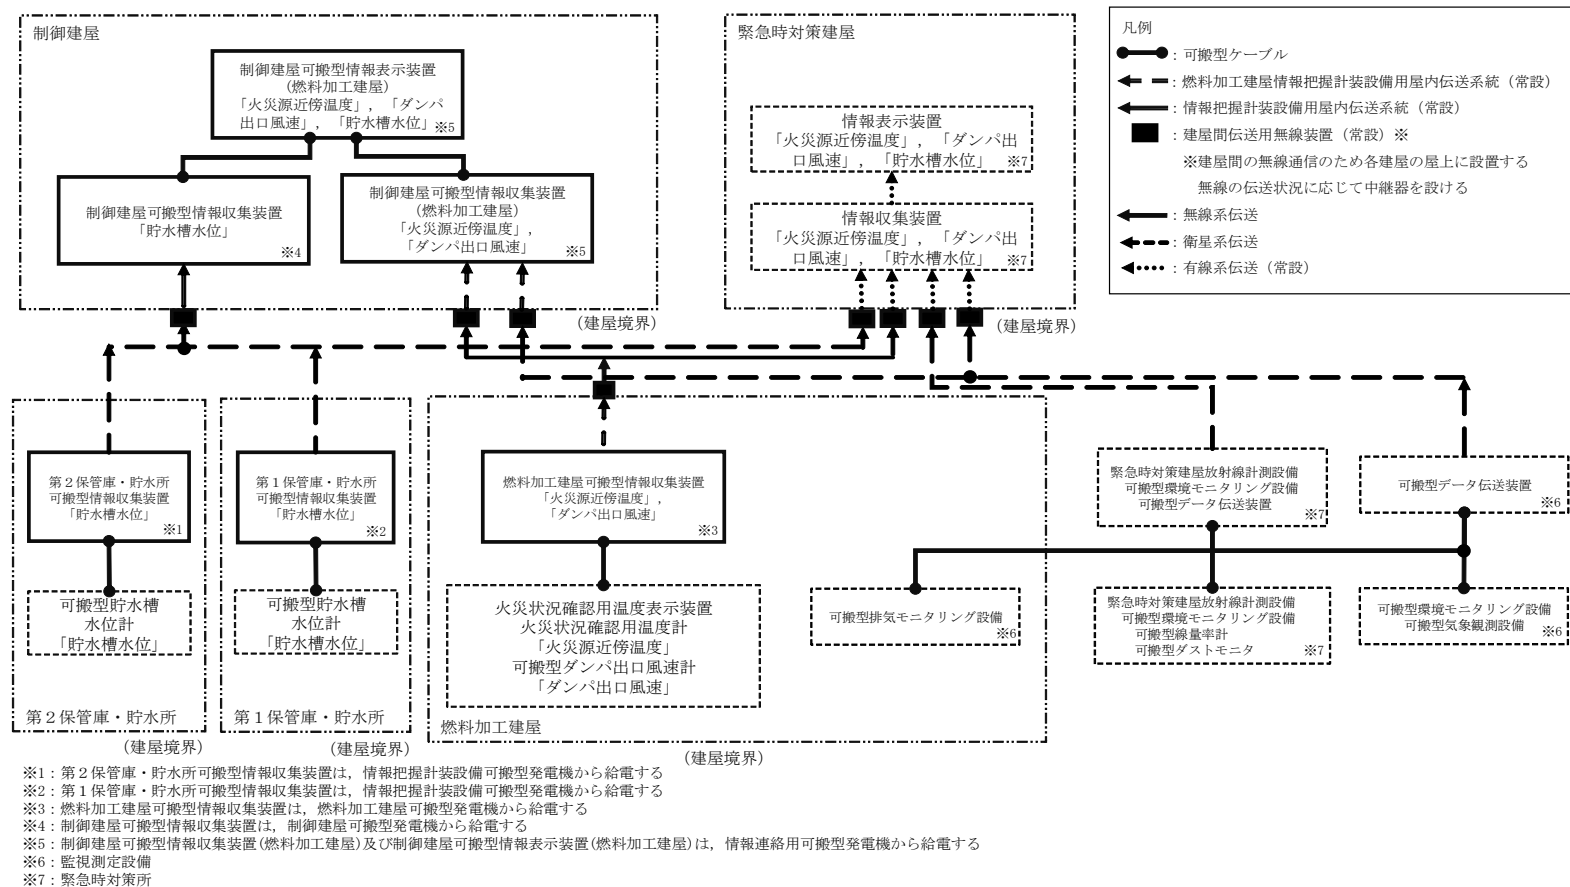 制御建屋
制御建屋可搬型情報表示装置
(燃料加工建屋)
「火災源近傍温度」，「ダンパ
出口風速」，「貯水槽水位」※5
制御建屋可搬型情報収集装置
「貯水槽水位」
※4
制御建屋可搬型情報収集装置
(燃料加工建屋)
「火災源近傍温度」，
「ダンパ出口風速」
※5
(建屋境界)
緊急時対策建屋
情報表示装置
「火災源近傍温度」，「ダンパ出
口風速」，「貯水槽水位」
※7
情報収集装置
「火災源近傍温度」，「ダンパ出
口風速」，「貯水槽水位」
※7
(建屋境界)
凡例
：可搬型ケーブル
：燃料加工建屋情報把握計装設備用屋内伝送系統（常設）
：情報把握計装設備用屋内伝送系統（常設）
：建屋間伝送用無線装置（常設）※
※建屋間の無線通信のため各建屋の屋上に設置する
無線の伝送状況に応じて中継器を設ける
：無線系伝送
：衛星系伝送
：有線系伝送（常設）
第２保管庫・貯水所
可搬型情報収集装置
「貯水槽水位」
※1
可搬型貯水槽
水位計
「貯水槽水位」
第２保管庫・貯水所
(建屋境界)
第１保管庫・貯水所
可搬型情報収集装置
「貯水槽水位」
※2
可搬型貯水槽
水位計
「貯水槽水位」
第１保管庫・貯水所
(建屋境界)
燃料加工建屋可搬型情報収集装置
「火災源近傍温度」，
「ダンパ出口風速」
※3
火災状況確認用温度表示装置
火災状況確認用温度計
「火災源近傍温度」
可搬型ダンパ出口風速計
「ダンパ出口風速」
燃料加工建屋
(建屋境界)
可搬型排気モニタリング設備
※6
緊急時対策建屋放射線計測設備
可搬型環境モニタリング設備
可搬型データ伝送装置
※7
緊急時対策建屋放射線計測設備
可搬型環境モニタリング設備
可搬型線量率計
可搬型ダストモニタ
※7
可搬型データ伝送装置
※6
可搬型環境モニタリング設備
可搬型気象観測設備
※6
※1：第２保管庫・貯水所可搬型情報収集装置は，情報把握計装設備可搬型発電機から給電する
※2：第１保管庫・貯水所可搬型情報収集装置は，情報把握計装設備可搬型発電機から給電する
※3：燃料加工建屋可搬型情報収集装置は，燃料加工建屋可搬型発電機から給電する
※4：制御建屋可搬型情報収集装置は，制御建屋可搬型発電機から給電する
※5：制御建屋可搬型情報収集装置(燃料加工建屋)及び制御建屋可搬型情報表示装置(燃料加工建屋)は，情報連絡用可搬型発電機から給電する
※6：監視測定設備
※7：緊急時対策所